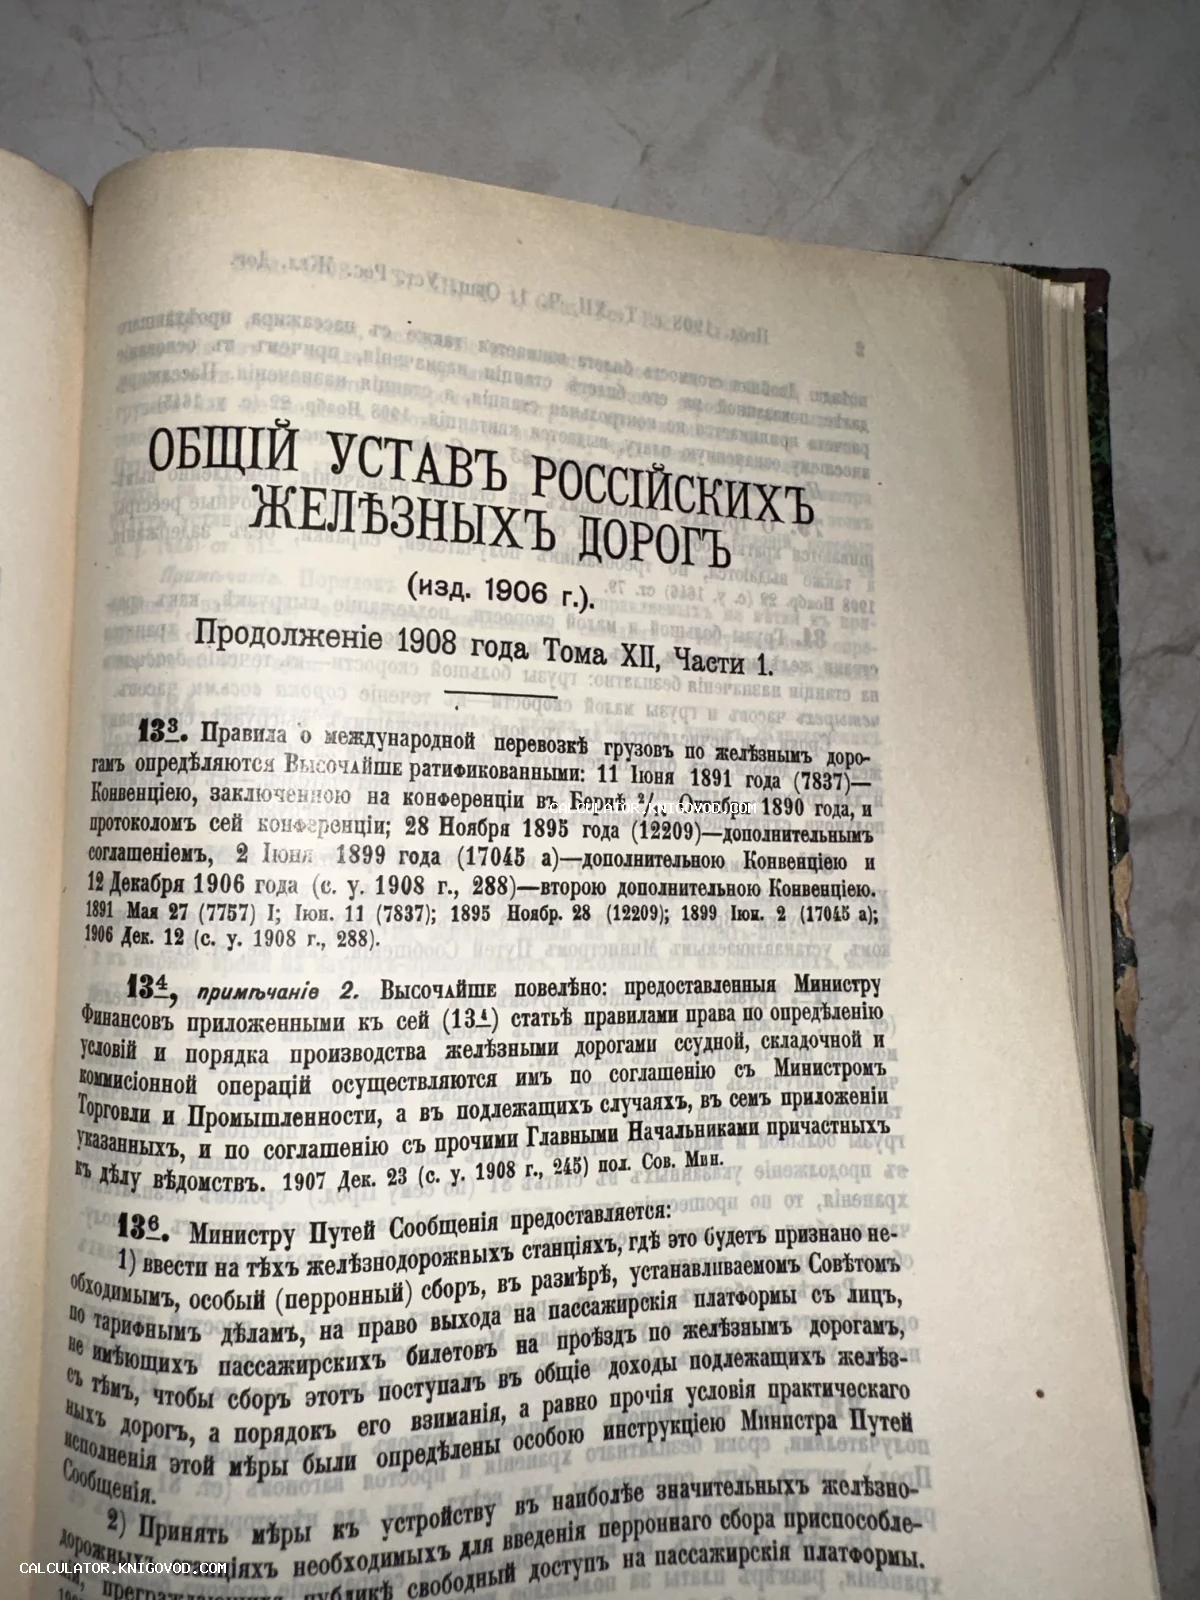 ОБЩІЙ УСТАВЪ РОССІЙСКИХЪ
ЖЕЛѢЗНЫХЪ ДОРОГЪ
(изд. 1906 г.).
Продолженіе 1908 года Тома XII, Части 1.
13³. Правила о международной перевозкѣ грузовъ по желѣзнымъ доро-
гамъ опредѣляются Высочайше ратификованными: 11 Іюня 1891 года (7837)—
Конвенціею, заключенною на конференціи въ Бернѣ Октября 1890 года, и
CALCULATOR.KNIGOVOD.COM
протоколомъ сей конференціи; 28 Ноября 1895 года (12209)—дополнительнымъ
соглашеніемъ, 2 Іюня 1899 года (17045 а)—дополнительною Конвенціею и
12 Декабря 1906 года (с. у. 1908 г., 288)—второю дополнительною Конвенціею.
1891 Мая 27 (7757) I; Іюн. 11 (7837); 1895 Ноябр. 28 (12209); 1899 Іюн. 2 (17045 а);
1906 Дек. 12 (с. у. 1908 г., 288).
13⁴, примѣчаніе 2. Высочайше повелѣно: предоставленныя Министру
Финансовъ приложенными къ сей (13⁴) статьѣ правилами права по опредѣленію
условій и порядка производства желѣзными дорогами ссудной, складочной и
коммисіонной операцій осуществляются имъ по соглашенію съ Министромъ
Торговли и Промышленности, а въ подлежащихъ случаяхъ, въ семъ приложеніи
указанныхъ, и по соглашенію съ прочими Главными Начальниками причастныхъ
къ дѣлу вѣдомствъ. 1907 Дек. 23 (с. у. 1908 г., 245) пол. Сов. Мин.
13⁶. Министру Путей Сообщенія предоставляется:
1) ввести на тѣхъ желѣзнодорожныхъ станціяхъ, гдѣ это будетъ признано не-
обходимымъ, особый (перронный) сборъ, въ размѣрѣ, устанавливаемомъ Совѣтомъ
по тарифнымъ дѣламъ, на право выхода на пассажирскія платформы съ лицъ,
не имѣющихъ пассажирскихъ билетовъ на проѣздъ по желѣзнымъ дорогамъ,
съ тѣмъ, чтобы сборъ этотъ поступалъ въ общіе доходы подлежащихъ желѣз-
ныхъ дорогъ, а порядокъ его взиманія, а равно прочія условія практическаго
исполненія этой мѣры были опредѣлены особою инструкціею Министра Путей
Сообщенія.
2) Принять мѣры къ устройству въ наиболѣе значительныхъ желѣзно-
дорожныхъ станціяхъ необходимыхъ для введенія перроннаго сбора приспособле-
CALCULATOR.KNIGOVOD.COM
свободный доступъ на пассажирскія платформы.